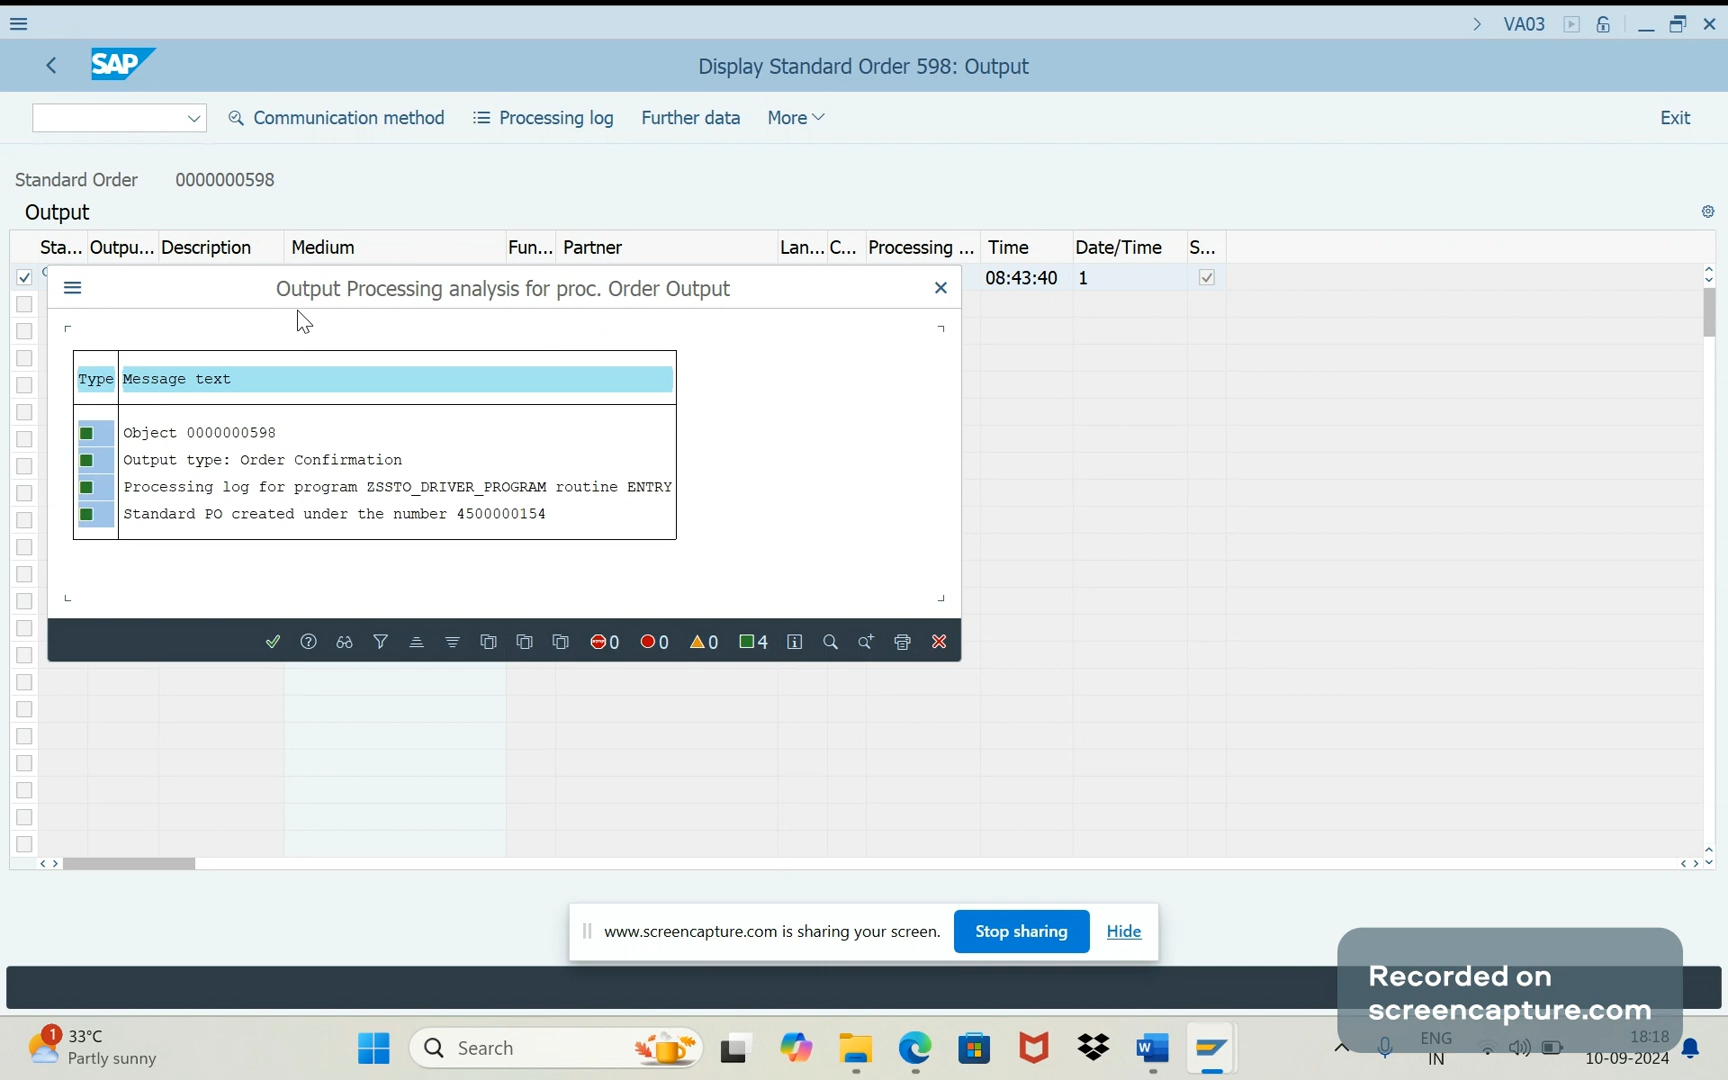 VA03
SAP
Display Standard Order 598: Output
Communication method Processing log Further data More Exit
Standard Order 0000000598
Output
Sta... Outpu... Description Medium Fun... Partner Lan... C... Processing ... Time Date/Time S...
08:43:40 1
Output Processing analysis for proc. Order Output
Type Message text
Object 0000000598
Output type: Order Confirmation
Processing log for program ZSSTO_DRIVER_PROGRAM routine ENTRY
Standard PO created under the number 4500000154
0 0 0 4
www.screencapture.com is sharing your screen. Stop sharing Hide
Recorded on
screencapture.com
1 33°C
Partly sunny
Search
ENG
IN
18:18
10-09-2024